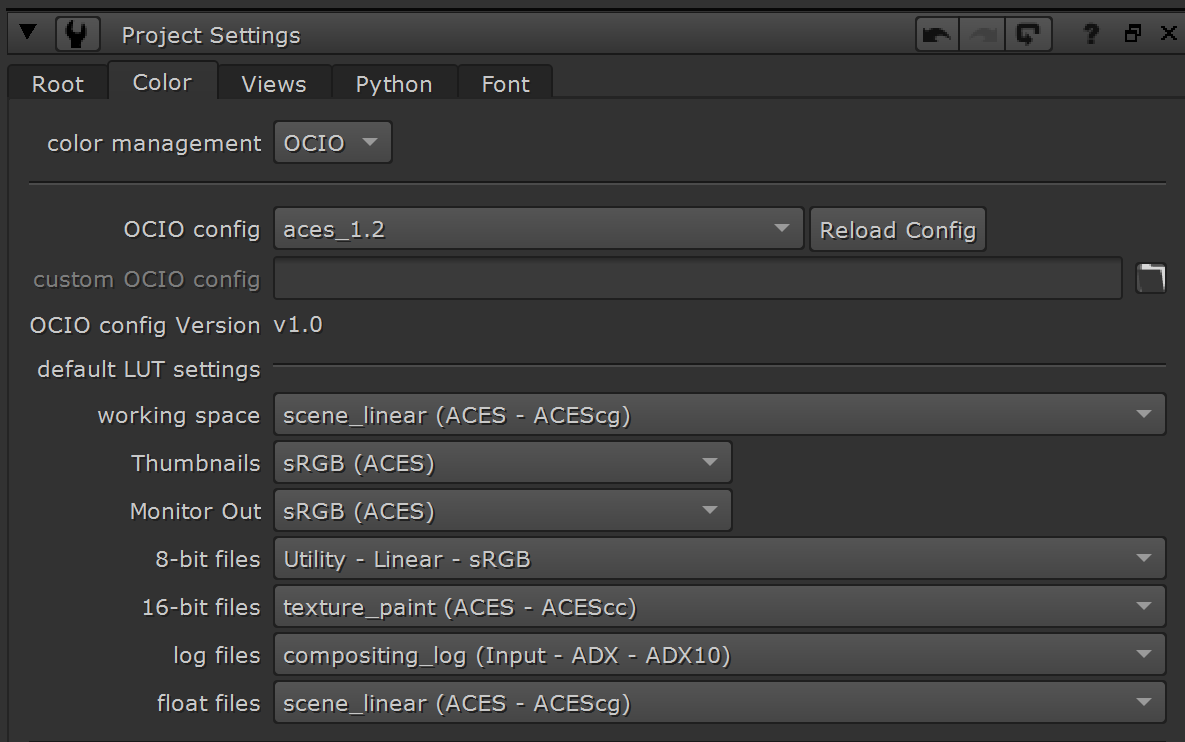 Project Settings
?
Root Color Views Python Font
color management OCIO
OCIO config aces_1.2 Reload Config
custom OCIO config
OCIO config Version v1.0
default LUT settings
working space scene_linear (ACES - ACEScg)
Thumbnails sRGB (ACES)
Monitor Out sRGB (ACES)
8-bit files Utility - Linear - sRGB
16-bit files texture_paint (ACES - ACEScc)
log files compositing_log (Input - ADX - ADX10)
float files scene_linear (ACES - ACEScg)